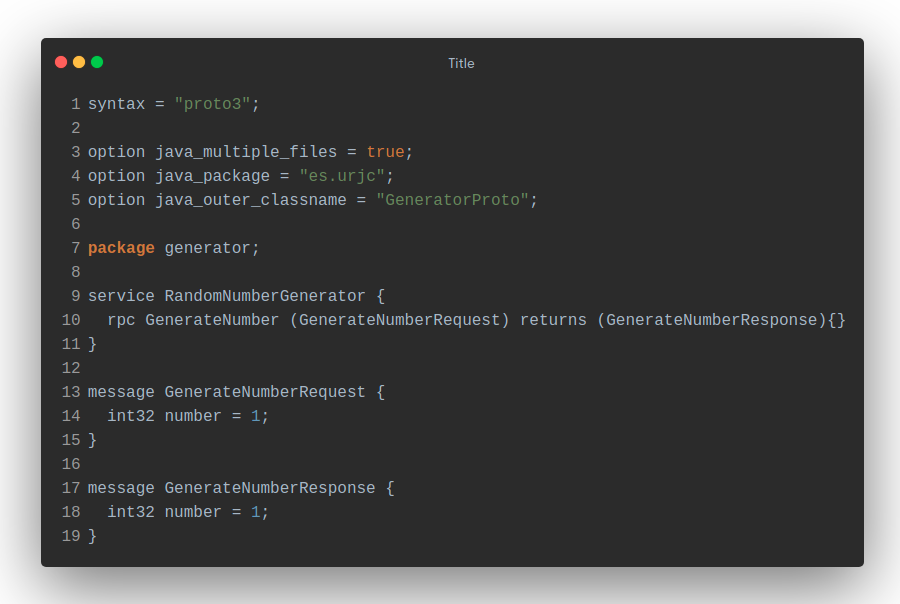 Title
1 syntax = "proto3";
2
3 option java_multiple_files = true;
4 option java_package = "es.urjc";
5 option java_outer_classname = "GeneratorProto";
6
7 package generator;
8
9 service RandomNumberGenerator {
10   rpc GenerateNumber (GenerateNumberRequest) returns (GenerateNumberResponse){}
11 }
12
13 message GenerateNumberRequest {
14   int32 number = 1;
15 }
16
17 message GenerateNumberResponse {
18   int32 number = 1;
19 }